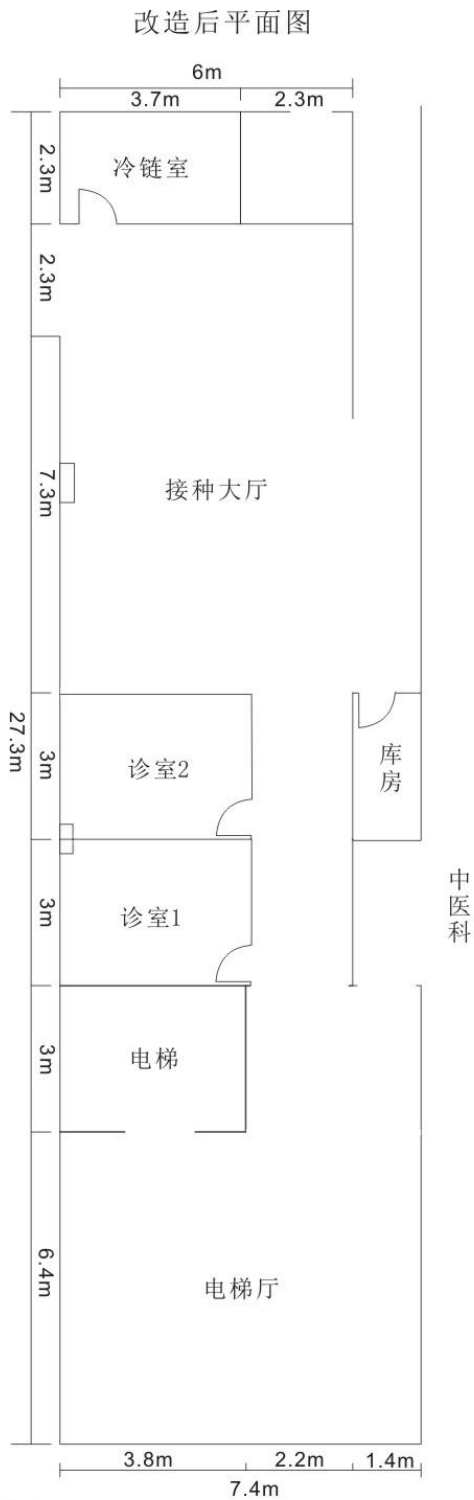 改造后平面图
6m
3.7m
2.3m
2.3m
冷链室
2.3m
7.3m
接种大厅
27.3m
3m
诊室2
库房
3m
诊室1
中医科
3m
电梯
6.4m
电梯厅
3.8m
2.2m
1.4m
7.4m